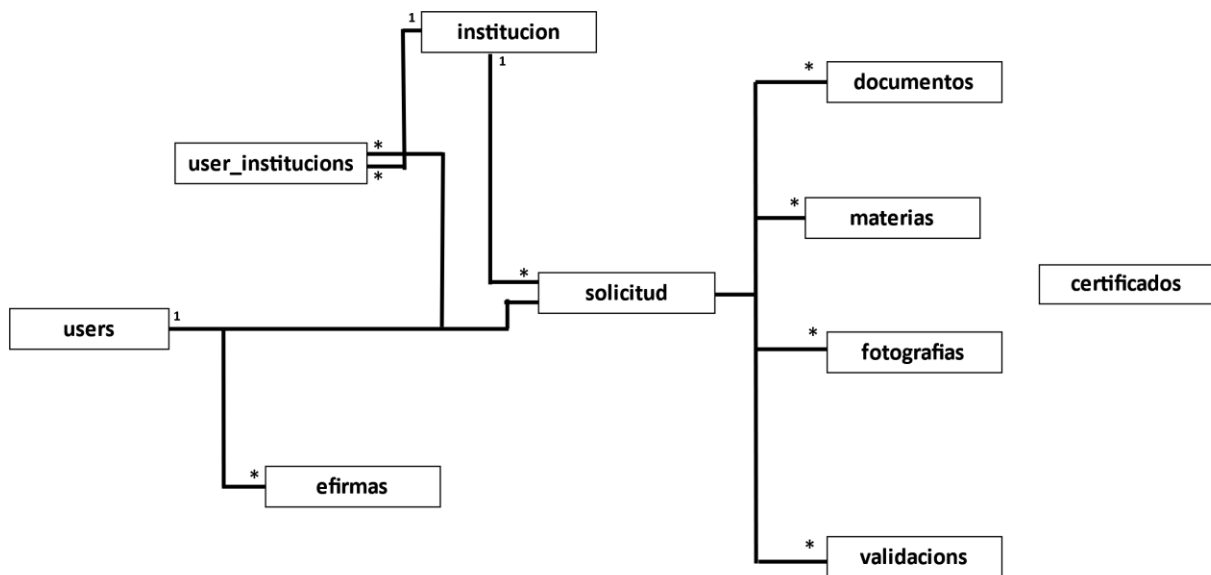 1
institucion
1
*
documentos
*
user_institucions
*
*
materias
*
solicitud
certificados
users
1
*
fotografias
*
efirmas
*
validacions